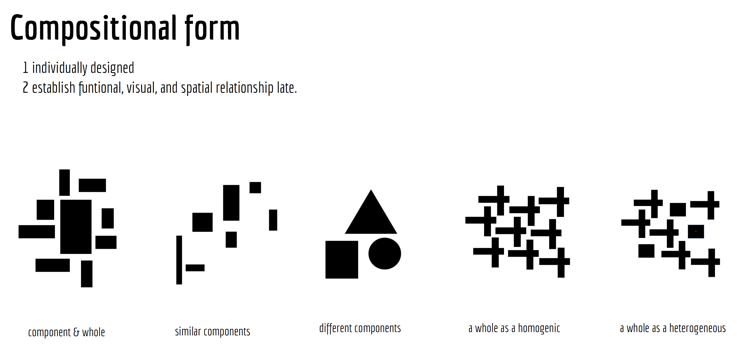 Compositional form
1 individually designed
2 establish funtional, visual, and spatial relationship late.
component & whole
similar components
different components
a whole as a homogenic
a whole as a heterogeneous